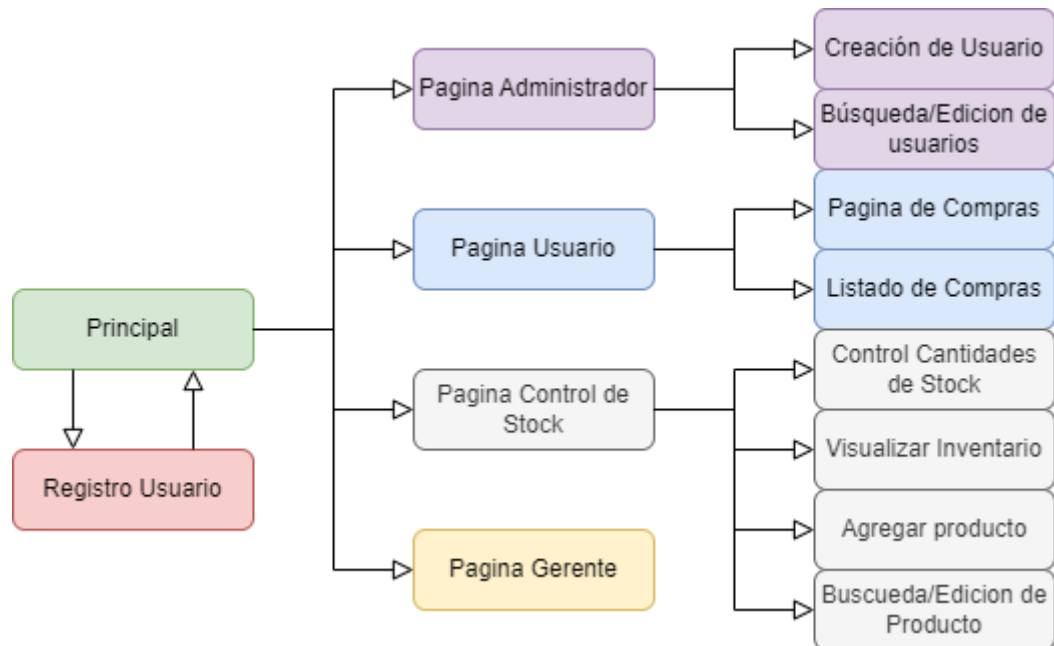 Creación de Usuario
Pagina Administrador
Búsqueda/Edicion de
usuarios
Pagina de Compras
Pagina Usuario
Listado de Compras
Principal
Control Cantidades
de Stock
Pagina Control de
Stock
Visualizar Inventario
Registro Usuario
Agregar producto
Pagina Gerente
Buscueda/Edicion de
Producto